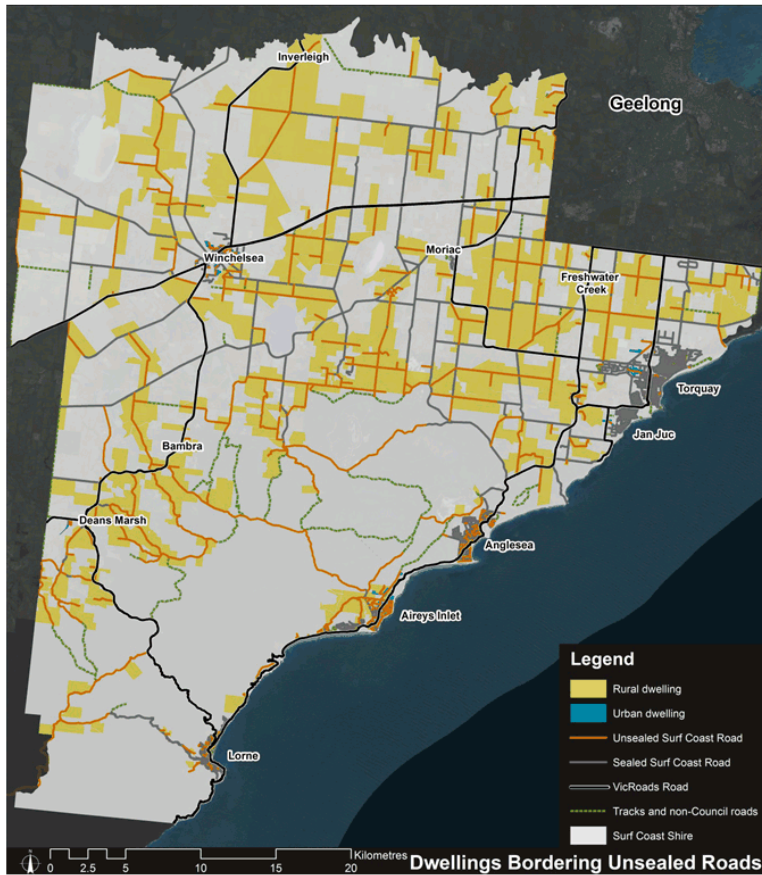 Inverleigh
Geelong
Winchelsea
Moriac
Freshwater
Creek
Torquay
Jan Juc
Bambra
Deans Marsh
Anglesea
Aireys Inlet
Lorne
Legend
Rural dwelling
Urban dwelling
Unsealed Surf Coast Road
Sealed Surf Coast Road
VicRoads Road
Tracks and non-Council roads
Surf Coast Shire
Kilometres
0 2.5 5 10 15 20
Dwellings Bordering Unsealed Roads